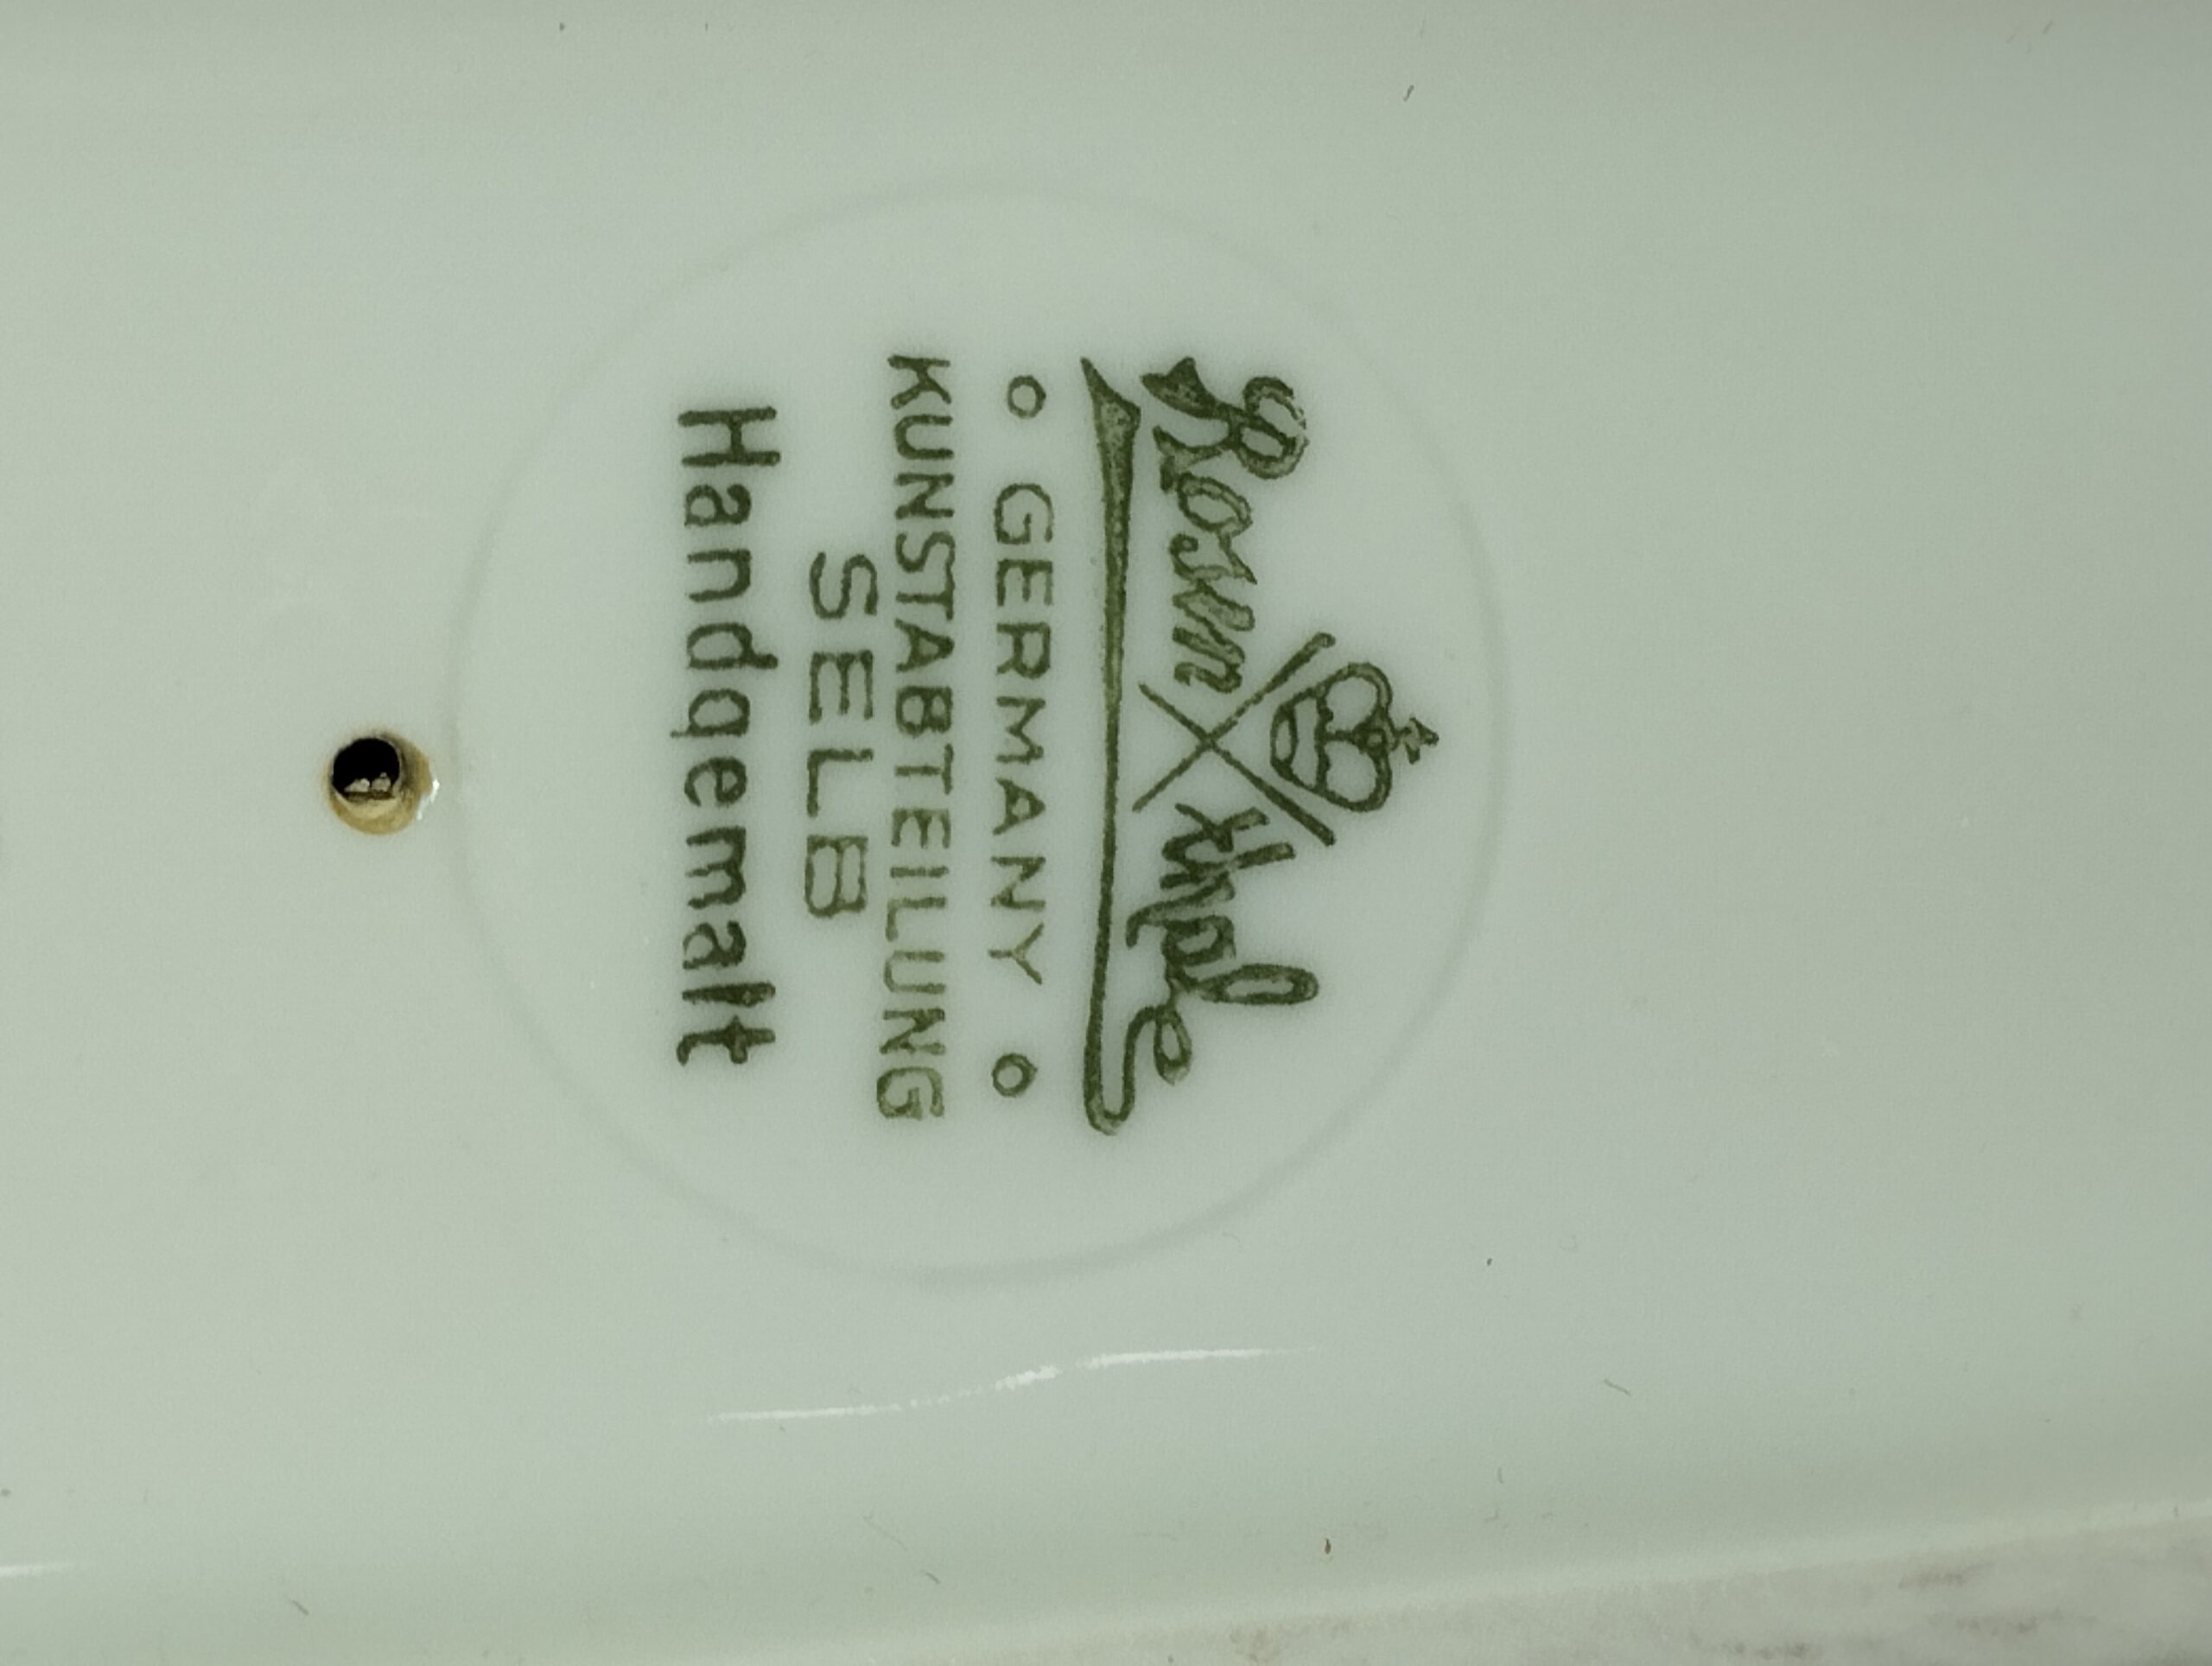 Rosenthal
GERMANY
KUNSTABTEILUNG
SELB
Handgemalt